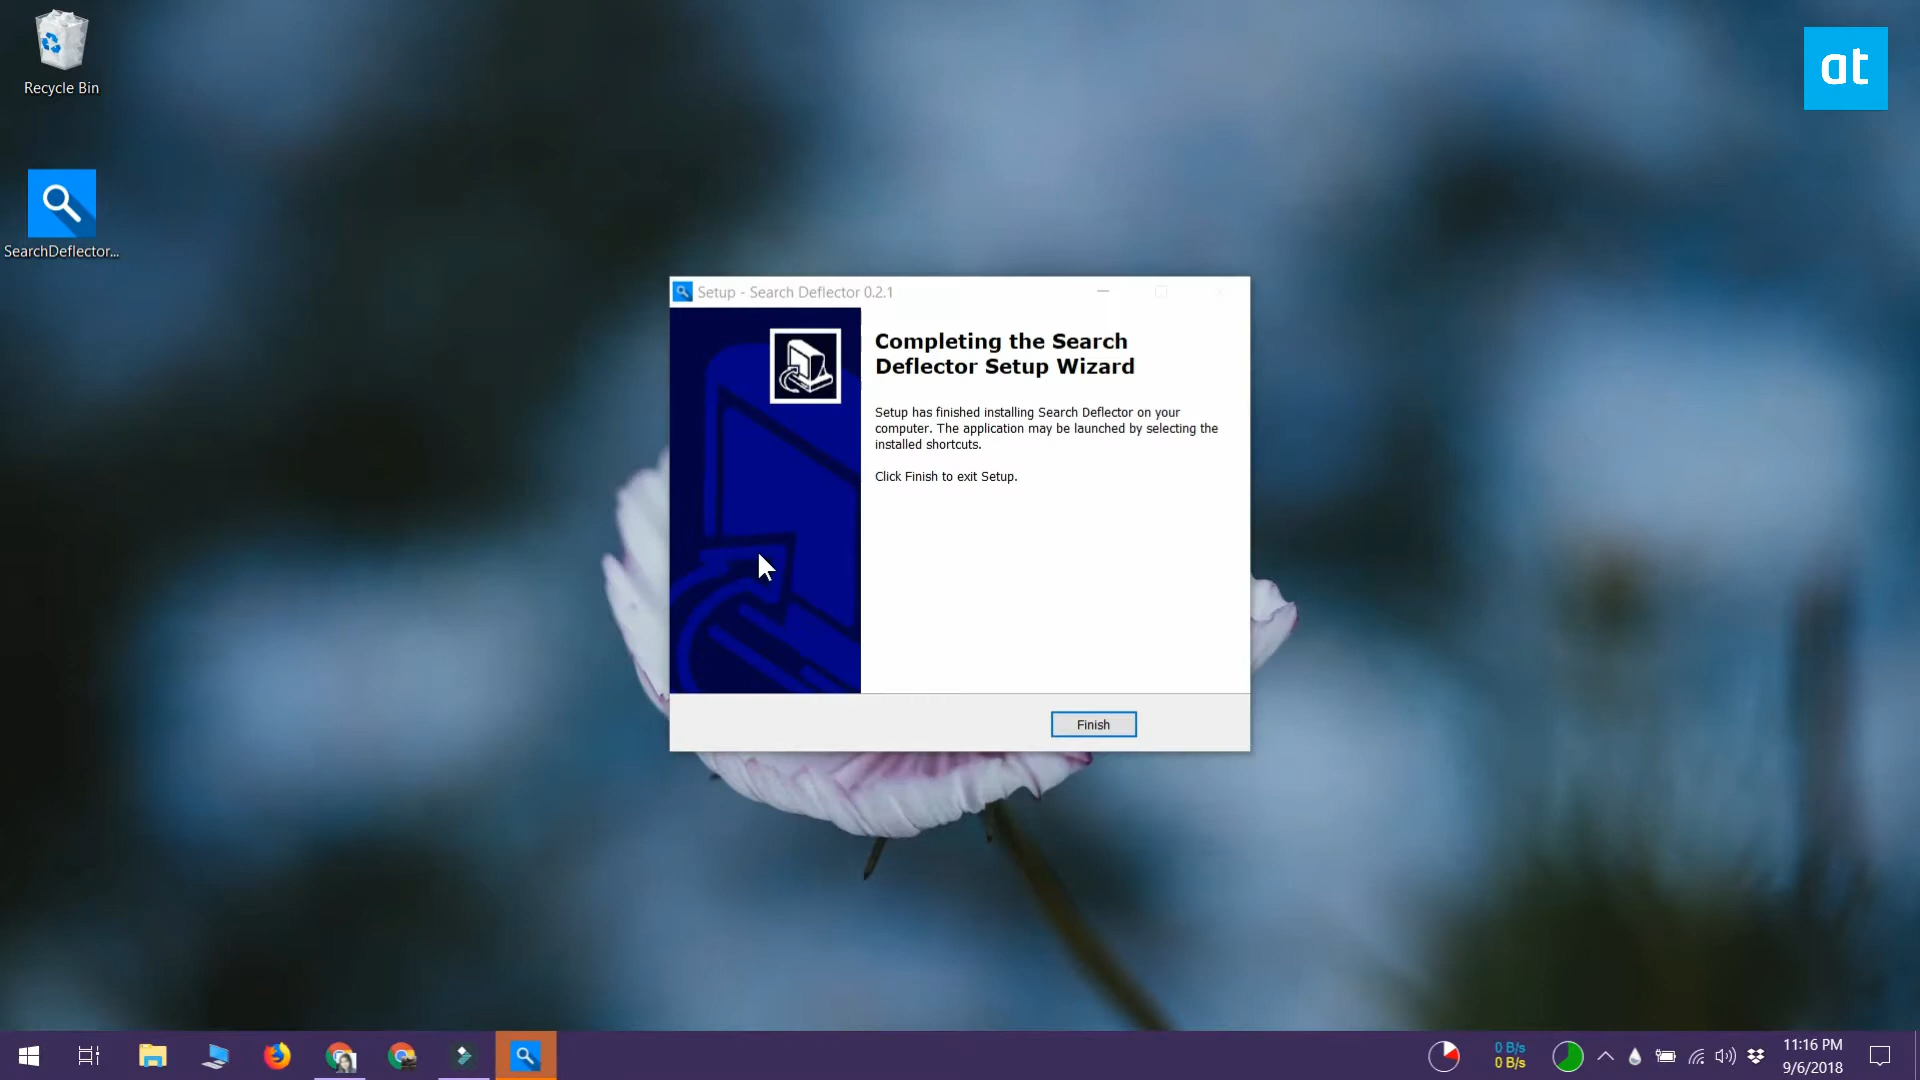 Recycle Bin
at
SearchDeflector...
Setup - Search Deflector 0.2.1
Completing the Search
Deflector Setup Wizard
Setup has finished installing Search Deflector on your
computer. The application may be launched by selecting the
installed shortcuts.
Click Finish to exit Setup.
Finish
0 B/s
0 B/s
11:16 PM
9/6/2018